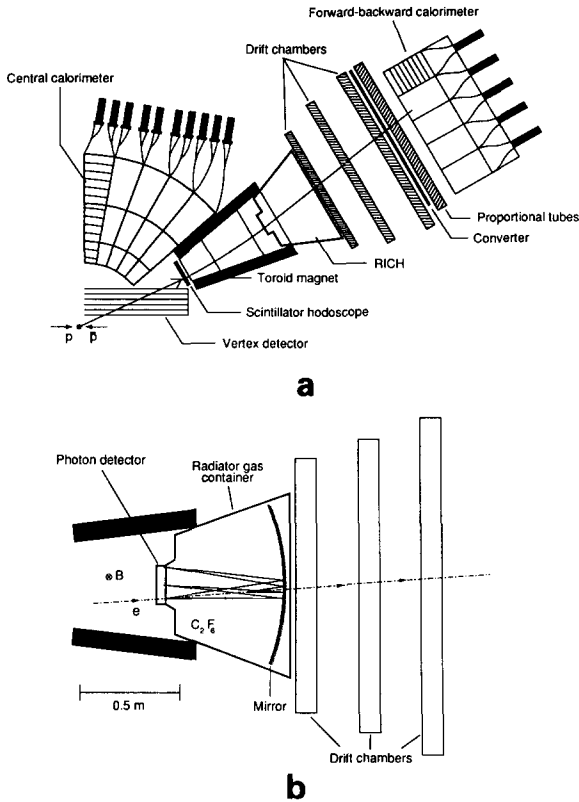 Forward-backward calorimeter
Drift chambers
Central calorimeter
Proportional tubes
Converter
RICH
Toroid magnet
Scintillator hodoscope
Vertex detector
p p̄
a
Photon detector
Radiator gas
container
⊗ B
e
C₂F₆
0.5 m
Mirror
Drift chambers
b